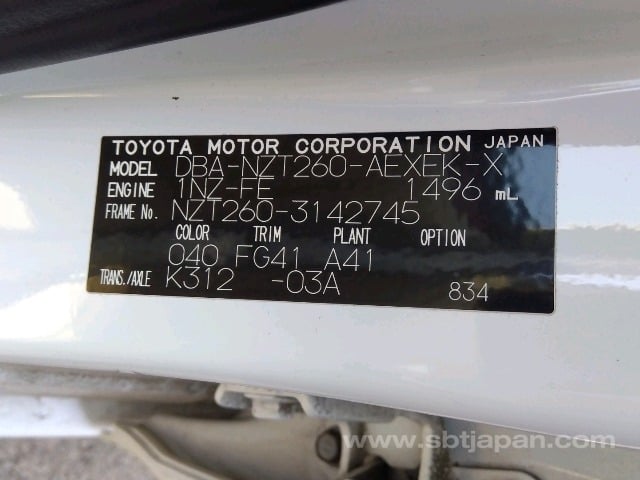 TOYOTA MOTOR CORPORATION JAPAN
MODEL DBA-NZT260-AEXEK-X
ENGINE 1NZ-FE 1496 mL
FRAME No. NZT260-3142745
COLOR TRIM PLANT OPTION
040 FG41 A41
TRANS./AXLE K312 -03A 834
www.sbtjapan.com